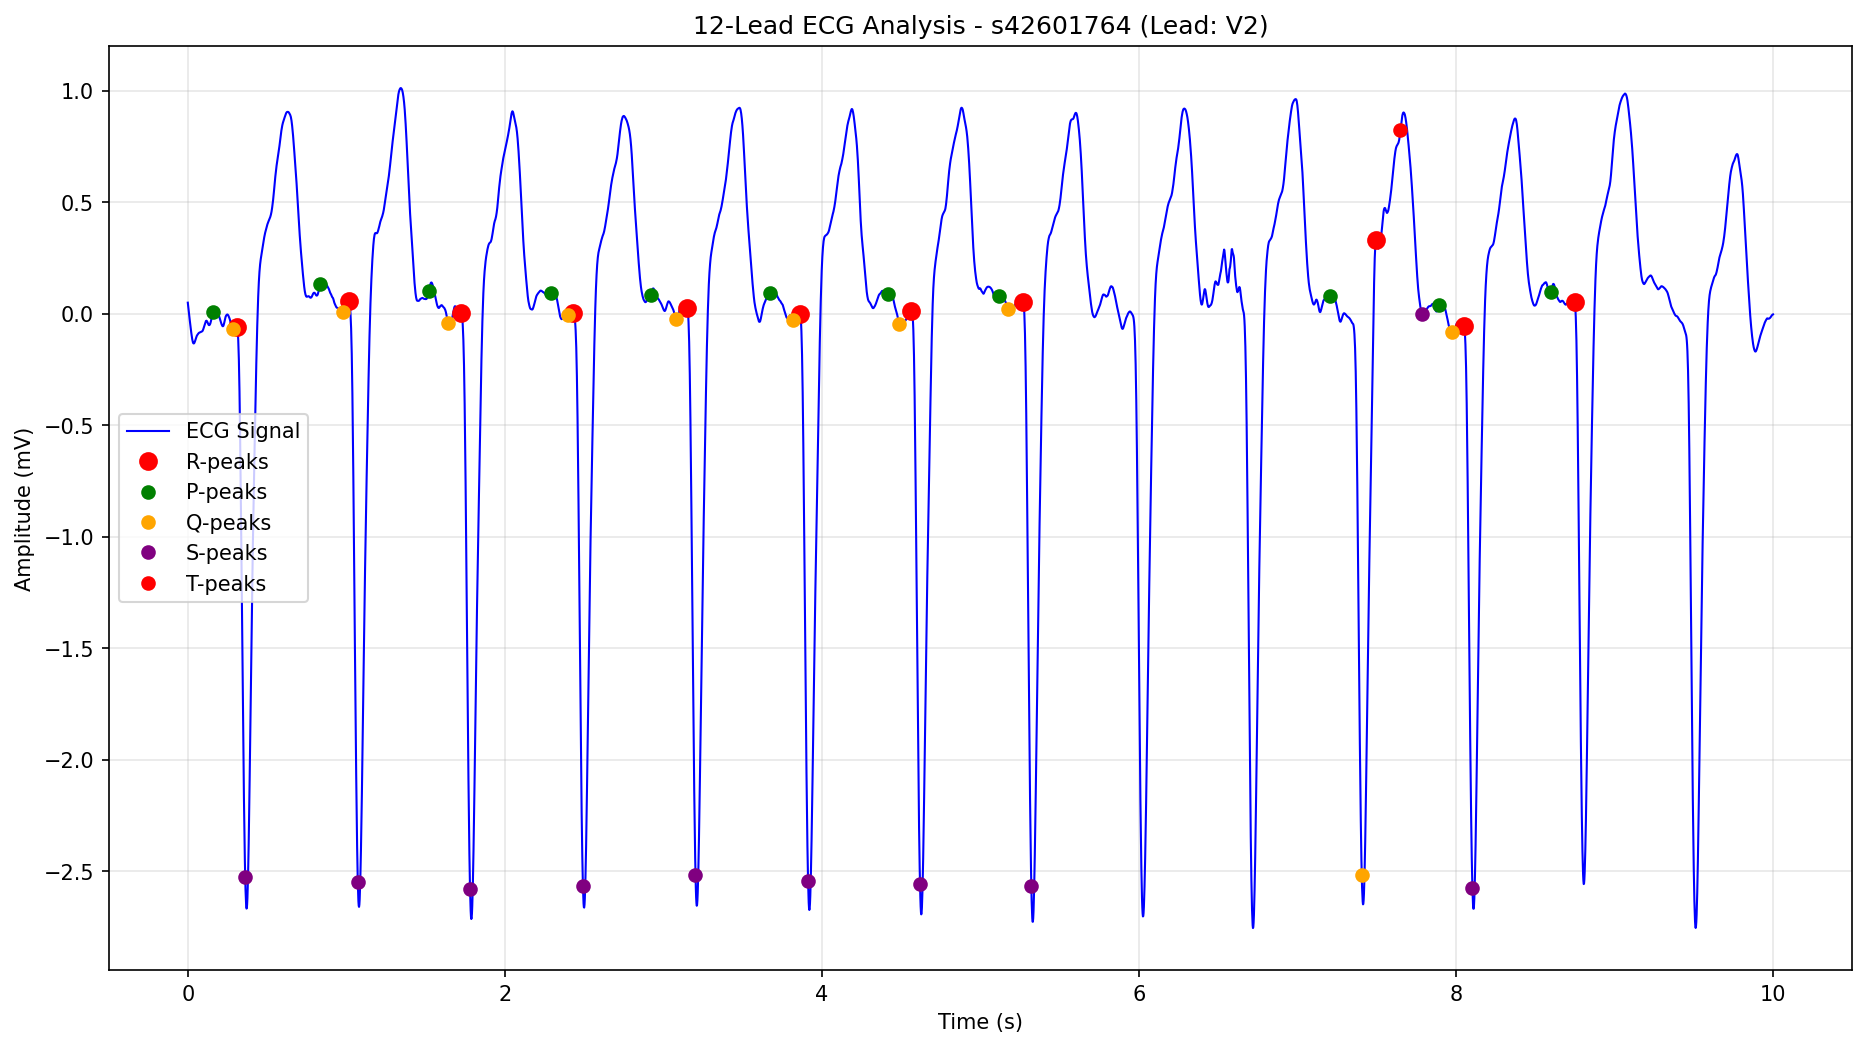 12-Lead ECG Analysis - s42601764 (Lead: V2)
Amplitude (mV)
1.0
0.5
0.0
−0.5
−1.0
−1.5
−2.0
−2.5
ECG Signal
R-peaks
P-peaks
Q-peaks
S-peaks
T-peaks
0 2 4 6 8 10
Time (s)